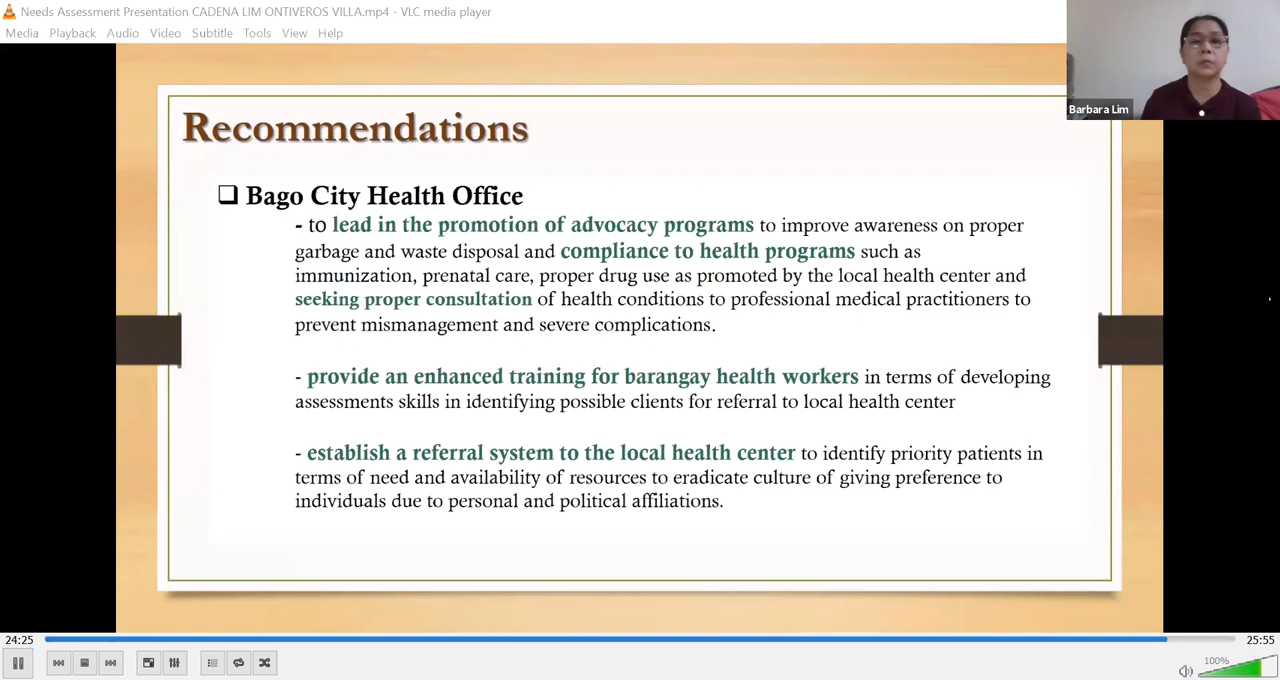 Needs Assessment Presentation CADENA LIM ONTIVEROS VILLA.mp4 - VLC media player
Media Playback Audio Video Subtitle Tools View Help
Barbara Lim
Recommendations
❑ Bago City Health Office
- to lead in the promotion of advocacy programs to improve awareness on proper
garbage and waste disposal and compliance to health programs such as
immunization, prenatal care, proper drug use as promoted by the local health center and
seeking proper consultation of health conditions to professional medical practitioners to
prevent mismanagement and severe complications.
- provide an enhanced training for barangay health workers in terms of developing
assessments skills in identifying possible clients for referral to local health center
- establish a referral system to the local health center to identify priority patients in
terms of need and availability of resources to eradicate culture of giving preference to
individuals due to personal and political affiliations.
24:25 25:55
100%